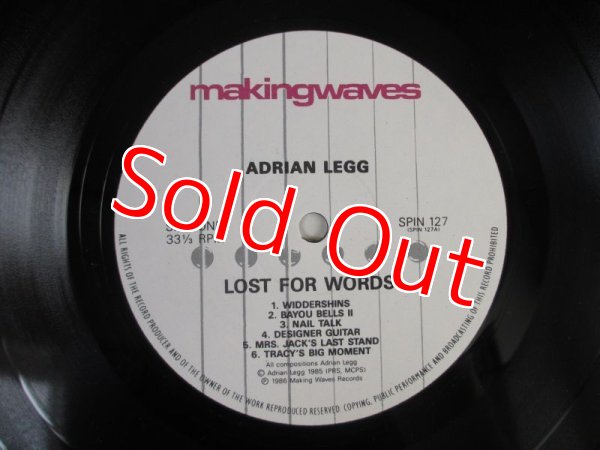 makingwaves
ADRIAN LEGG
SPIN 127
(SPIN 127A)
33⅓
Sold Out
LOST FOR WORDS
1. WIDDERSHINS
2. BAYOU BELLS II
3. NAIL TALK
4. DESIGNER GUITAR
5. MRS. JACK'S LAST STAND
6. TRACY'S BIG MOMENT
All compositions Adrian Legg
© Adrian Legg 1985 (PRS, MCPS)
℗ 1986 Making Waves Records
ALL RIGHTS OF THE RECORD PRODUCER AND OF THE OWNER OF THE WORK REPRODUCED RESERVED. COPYING, PUBLIC PERFORMANCE AND BROADCASTING OF THIS RECORD PROHIBITED